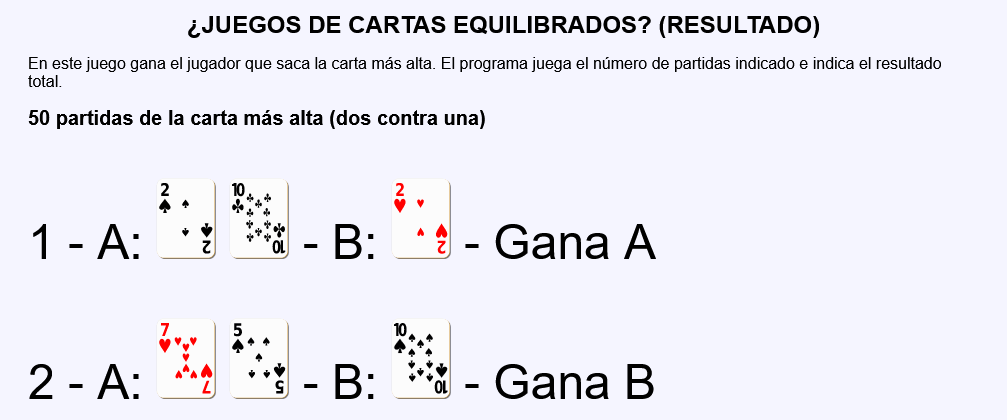 ¿JUEGOS DE CARTAS EQUILIBRADOS? (RESULTADO)
En este juego gana el jugador que saca la carta más alta. El programa juega el número de partidas indicado e indica el resultado
total.
50 partidas de la carta más alta (dos contra una)
1 - A: 2♠ 2 10♣ 10 - B: 2♥ 2 - Gana A
2 - A: 7♥ 7 5♠ 5 - B: 10♠ 10 - Gana B